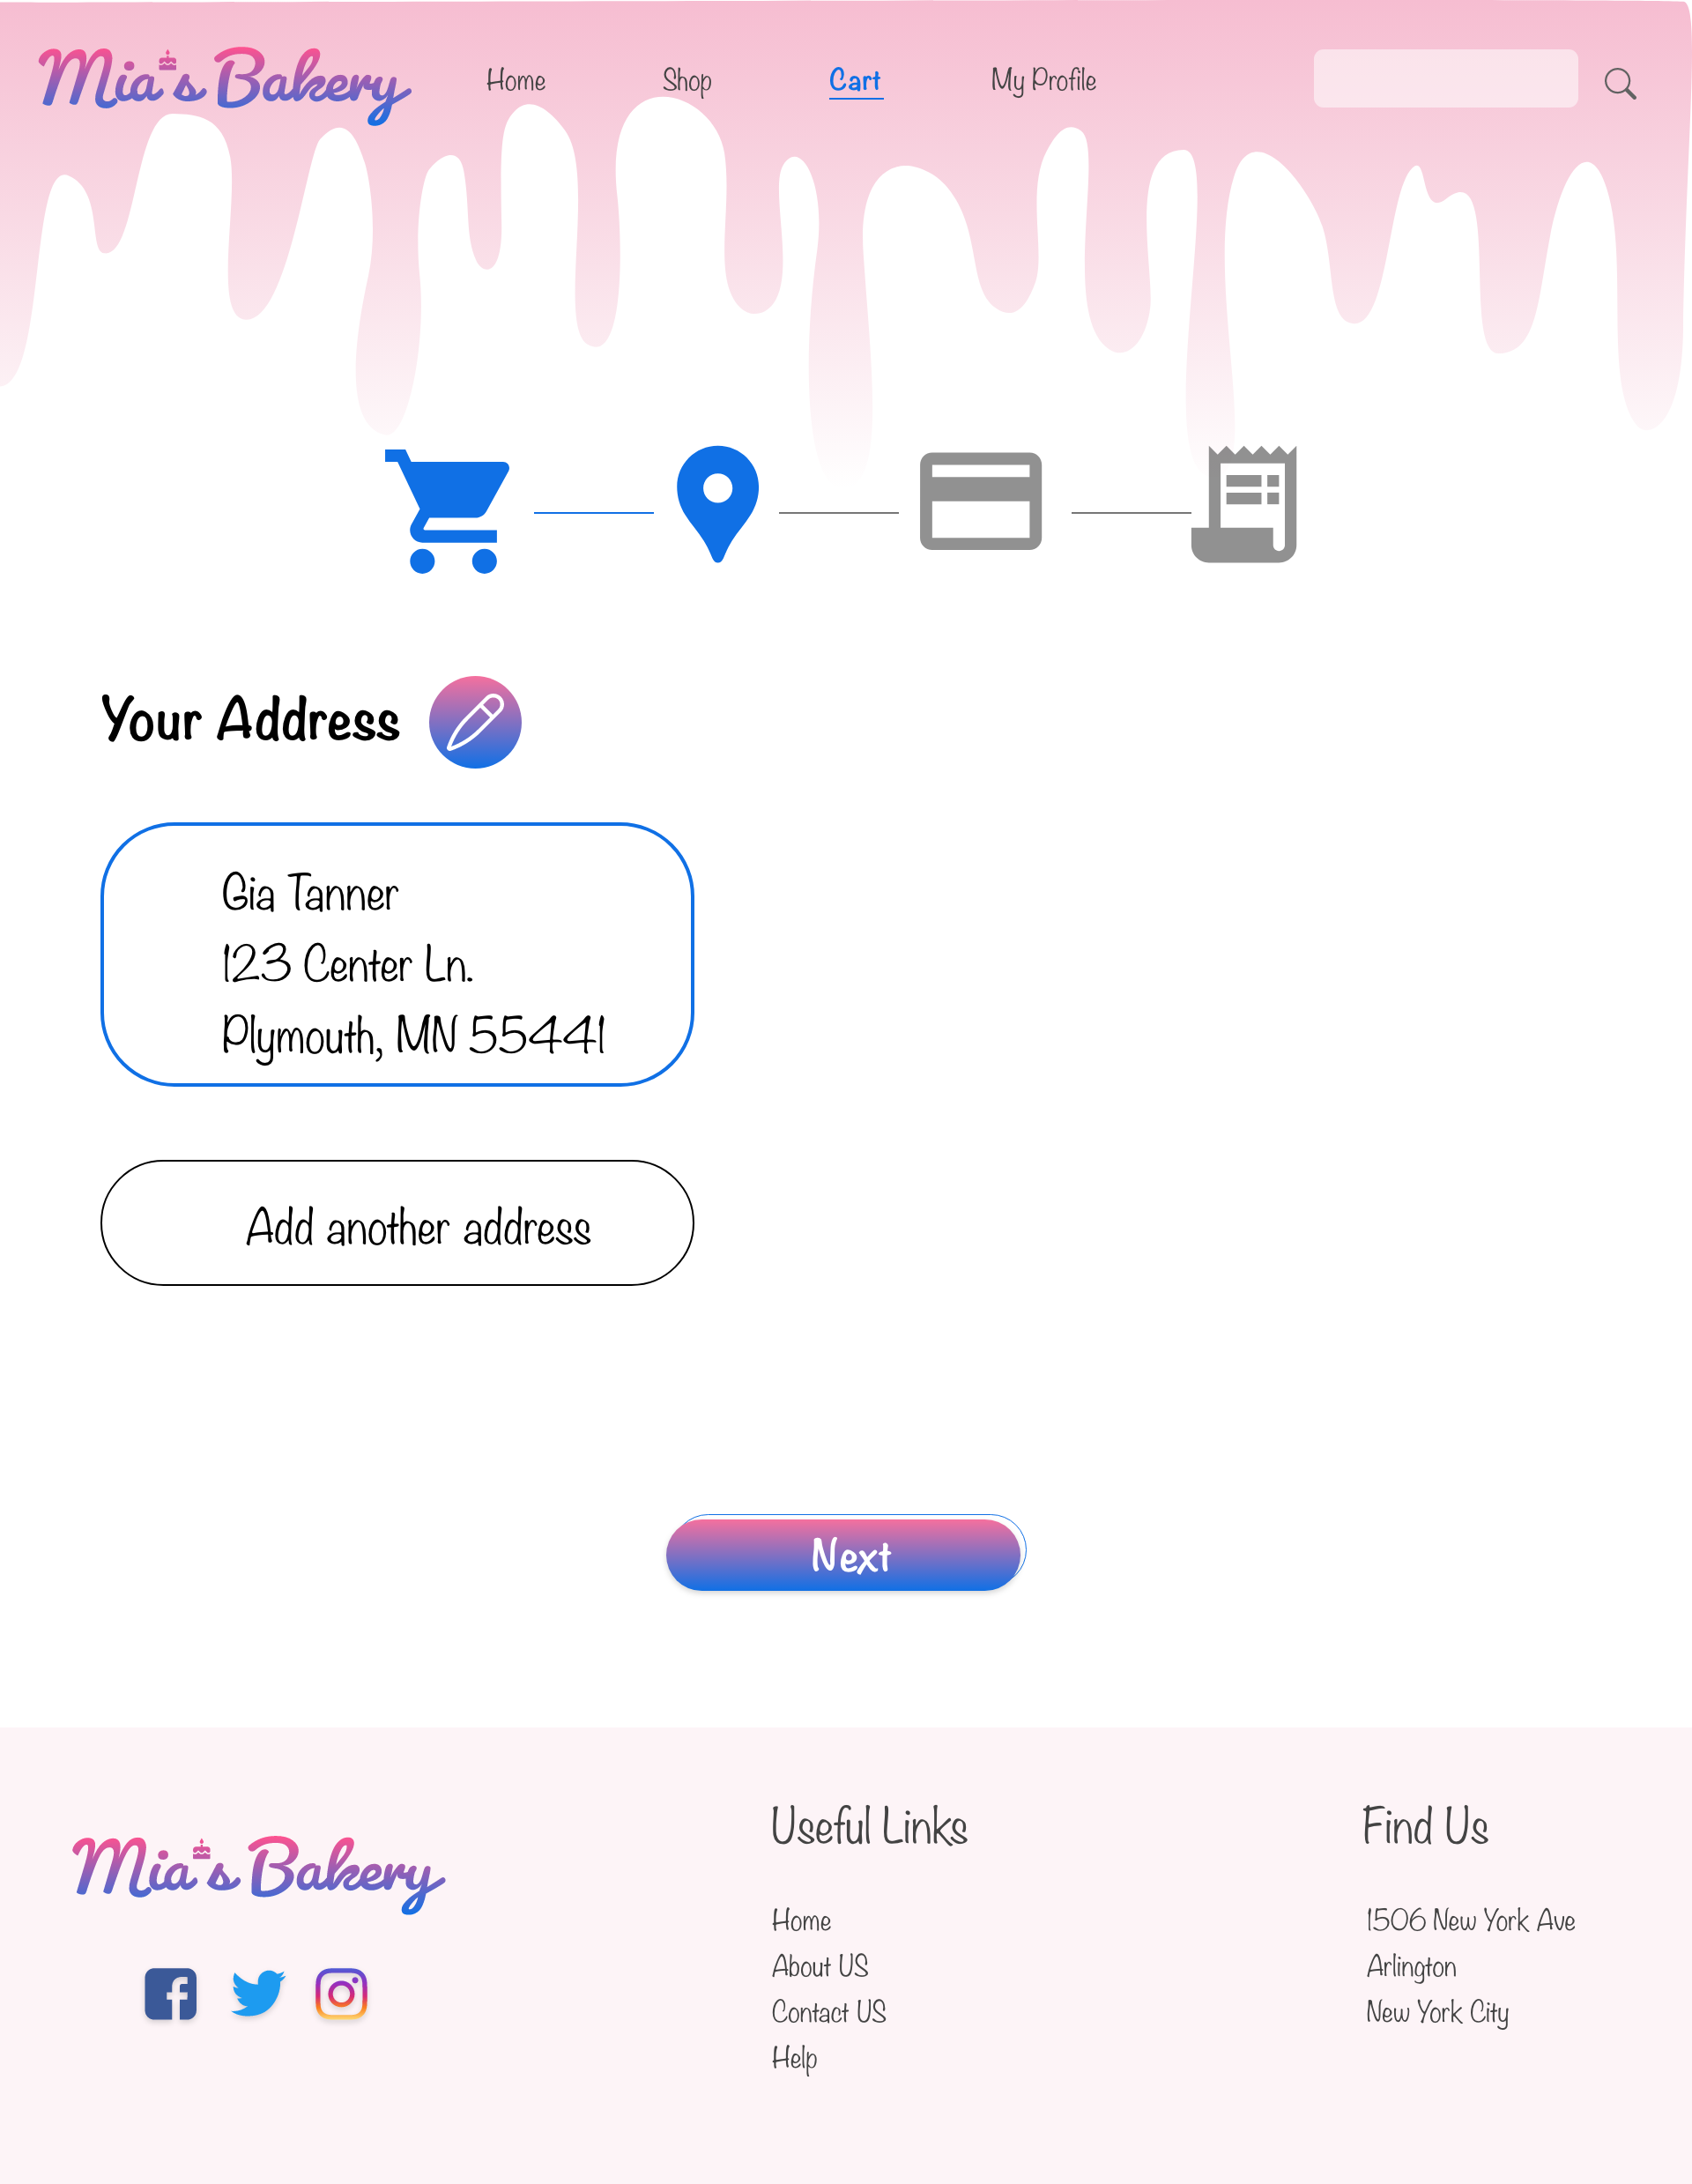 Mia's Bakery
Home
Shop
Cart
My Profile
Your Address
Gia Tanner
123 Center Ln.
Plymouth, MN 55441
Add another address
Next
Mia's Bakery
Useful Links
Home
About US
Contact US
Help
Find Us
1506 New York Ave
Arlington
New York City